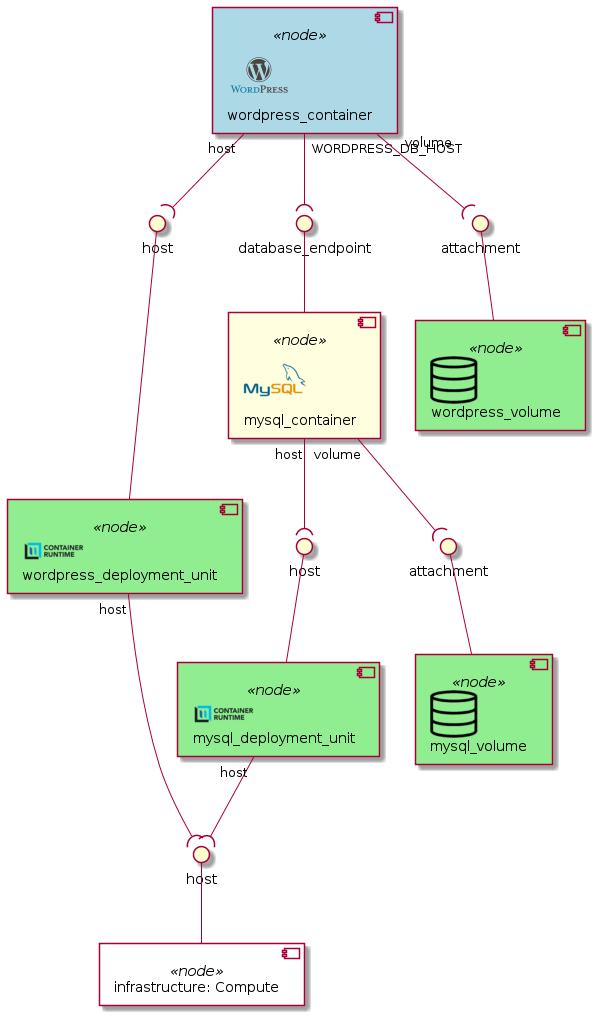 «node»
WORDPRESS
wordpress_container
host
WORDPRESS_DB_HOST
volume
host
database_endpoint
attachment
«node»
MySQL
mysql_container
«node»
wordpress_volume
host
volume
«node»
CONTAINER
RUNTIME
wordpress_deployment_unit
host
attachment
host
«node»
CONTAINER
RUNTIME
mysql_deployment_unit
«node»
mysql_volume
host
host
«node»
infrastructure: Compute